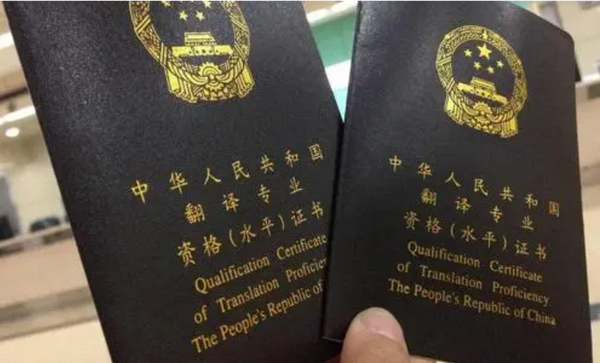 中华人民共和国
翻译专业
资格(水平)证书
Qualification Certificate
of Translation Proficien
The People's Republic of
中华人民共和国
翻译专业
资格(水平)证书
Qualification Certificate
of Translation Proficiency
The People's Republic of China